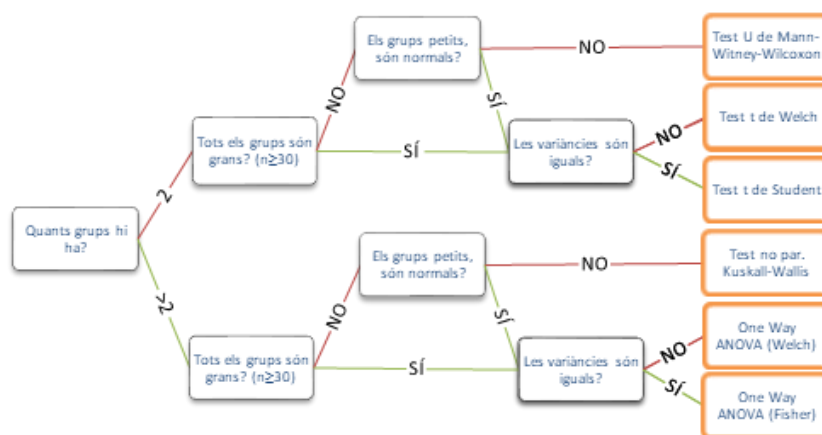 Els grups petits,
són normals?
NO
Test U de Mann-
Witney-Wilcoxon
NO
SÍ
Tots els grups són
grans? (n≥30)
SÍ
Les variàncies són
iguals?
NO
Test t de Welch
SÍ
Test t de Student
2
Quants grups hi
ha?
>2
Els grups petits,
són normals?
NO
Test no par.
Kuskall-Wallis
NO
SÍ
Tots els grups són
grans? (n≥30)
SÍ
Les variàncies són
iguals?
NO
One Way
ANOVA (Welch)
SÍ
One Way
ANOVA (Fisher)